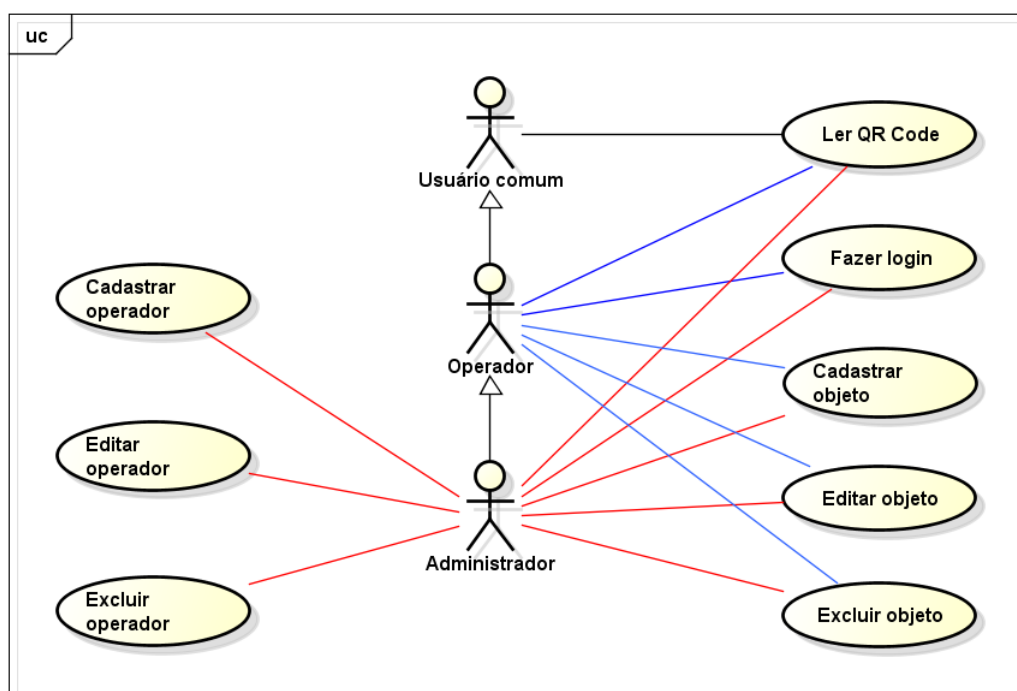 uc
Usuário comum
Ler QR Code
Fazer login
Cadastrar
operador
Operador
Cadastrar
objeto
Editar
operador
Editar objeto
Administrador
Excluir
operador
Excluir objeto